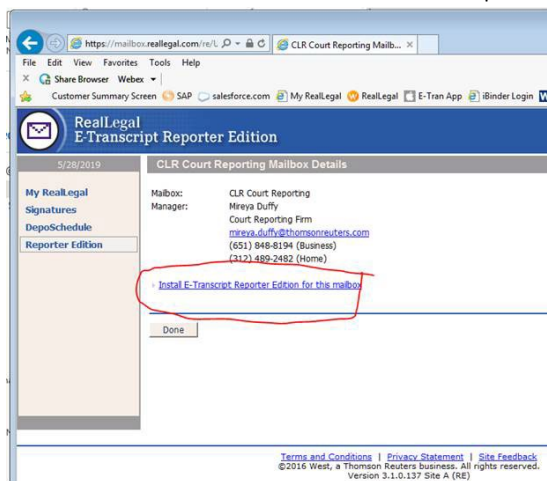 https://mailbox.reallegal.com/re/L
CLR Court Reporting Mailb... ×
File Edit View Favorites Tools Help
× Share Browser Webex
Customer Summary Screen SAP salesforce.com My RealLegal RealLegal E-Tran App iBinder Login W
RealLegal
E-Transcript Reporter Edition
5/28/2019
CLR Court Reporting Mailbox Details
My RealLegal
Signatures
DepoSchedule
Reporter Edition
Mailbox: CLR Court Reporting
Manager: Mireya Duffy
Court Reporting Firm
mireya.duffy@thomsonreuters.com
(651) 848-8194 (Business)
(312) 489-2482 (Home)
Install E-Transcript Reporter Edition for this mailbox
Done
Terms and Conditions | Privacy Statement | Site Feedback
©2016 West, a Thomson Reuters business. All rights reserved.
Version 3.1.0.137 Site A (RE)